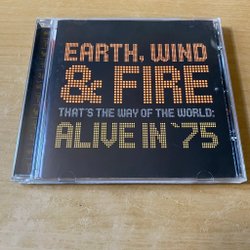 EARTH, WIND
& FIRE
THAT'S THE WAY OF THE WORLD:
ALIVE IN '75